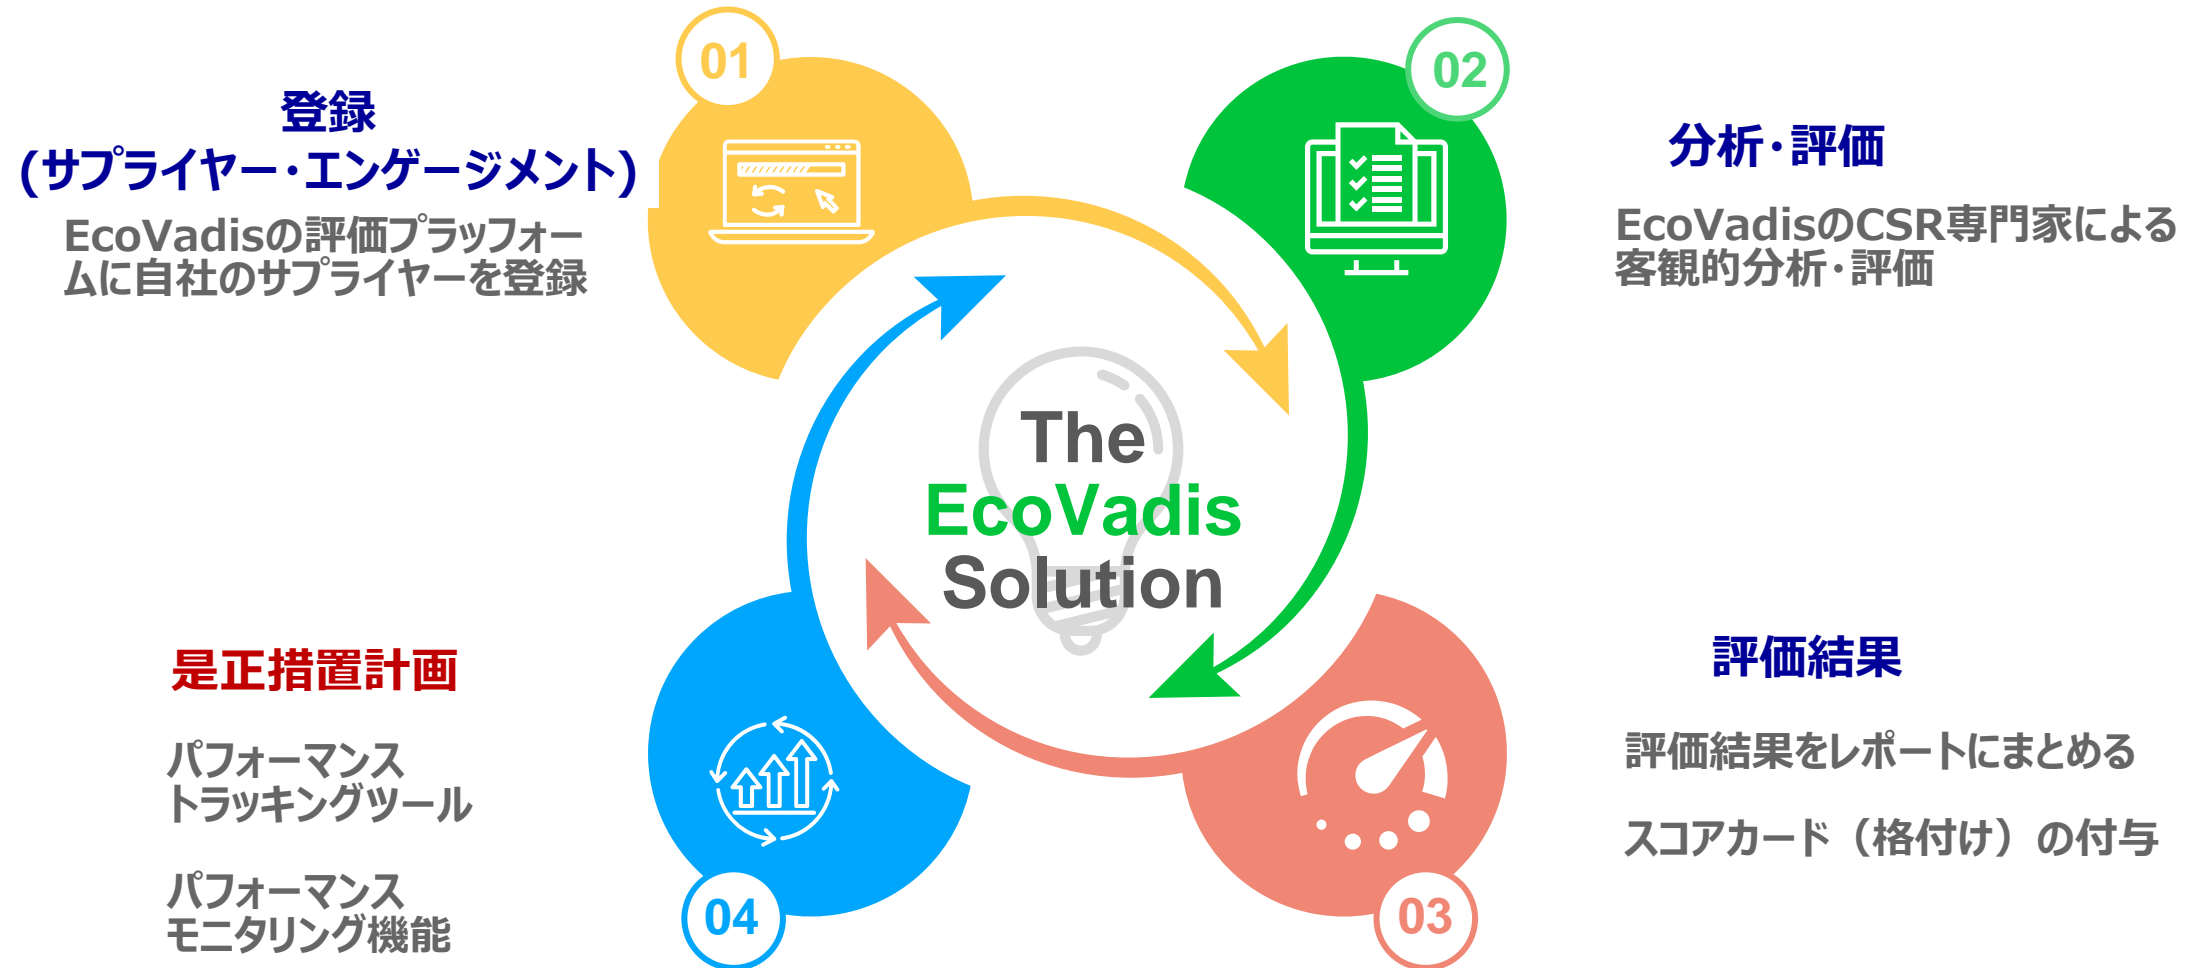 01
登録
(サプライヤー・エンゲージメント)
EcoVadisの評価プラッフォー
ムに自社のサプライヤーを登録
02
分析・評価
EcoVadisのCSR専門家による
客観的分析・評価
The
EcoVadis
Solution
03
評価結果
評価結果をレポートにまとめる
スコアカード（格付け）の付与
04
是正措置計画
パフォーマンス
トラッキングツール
パフォーマンス
モニタリング機能